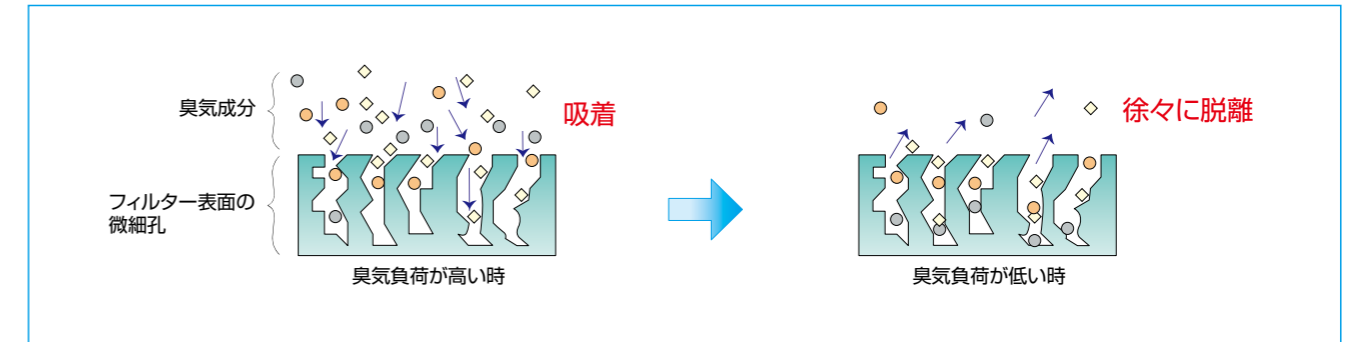 臭気成分
吸着
フィルター表面の
微細孔
臭気負荷が高い時
徐々に脱離
臭気負荷が低い時